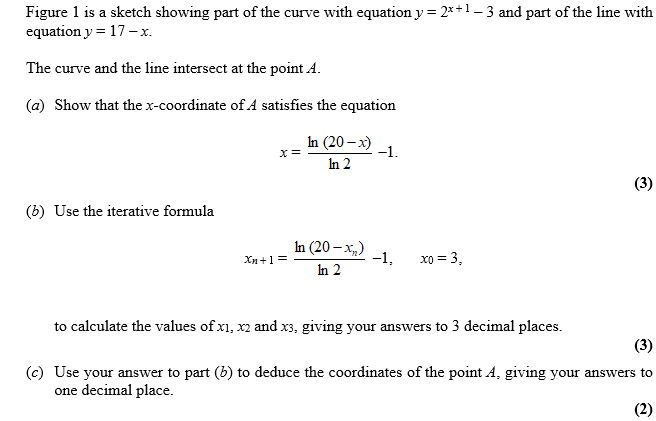 Figure 1 is a sketch showing part of the curve with equation y = 2^{x+1} – 3 and part of the line with
equation y = 17 – x.
The curve and the line intersect at the point A.
(a) Show that the x-coordinate of A satisfies the equation
x = \frac{ln (20 – x)}{ln 2} –1.
(3)
(b) Use the iterative formula
x_{n+1} = \frac{ln (20 – x_n)}{ln 2} –1, x_0 = 3,
to calculate the values of x_1, x_2 and x_3, giving your answers to 3 decimal places.
(3)
(c) Use your answer to part (b) to deduce the coordinates of the point A, giving your answers to
one decimal place.
(2)